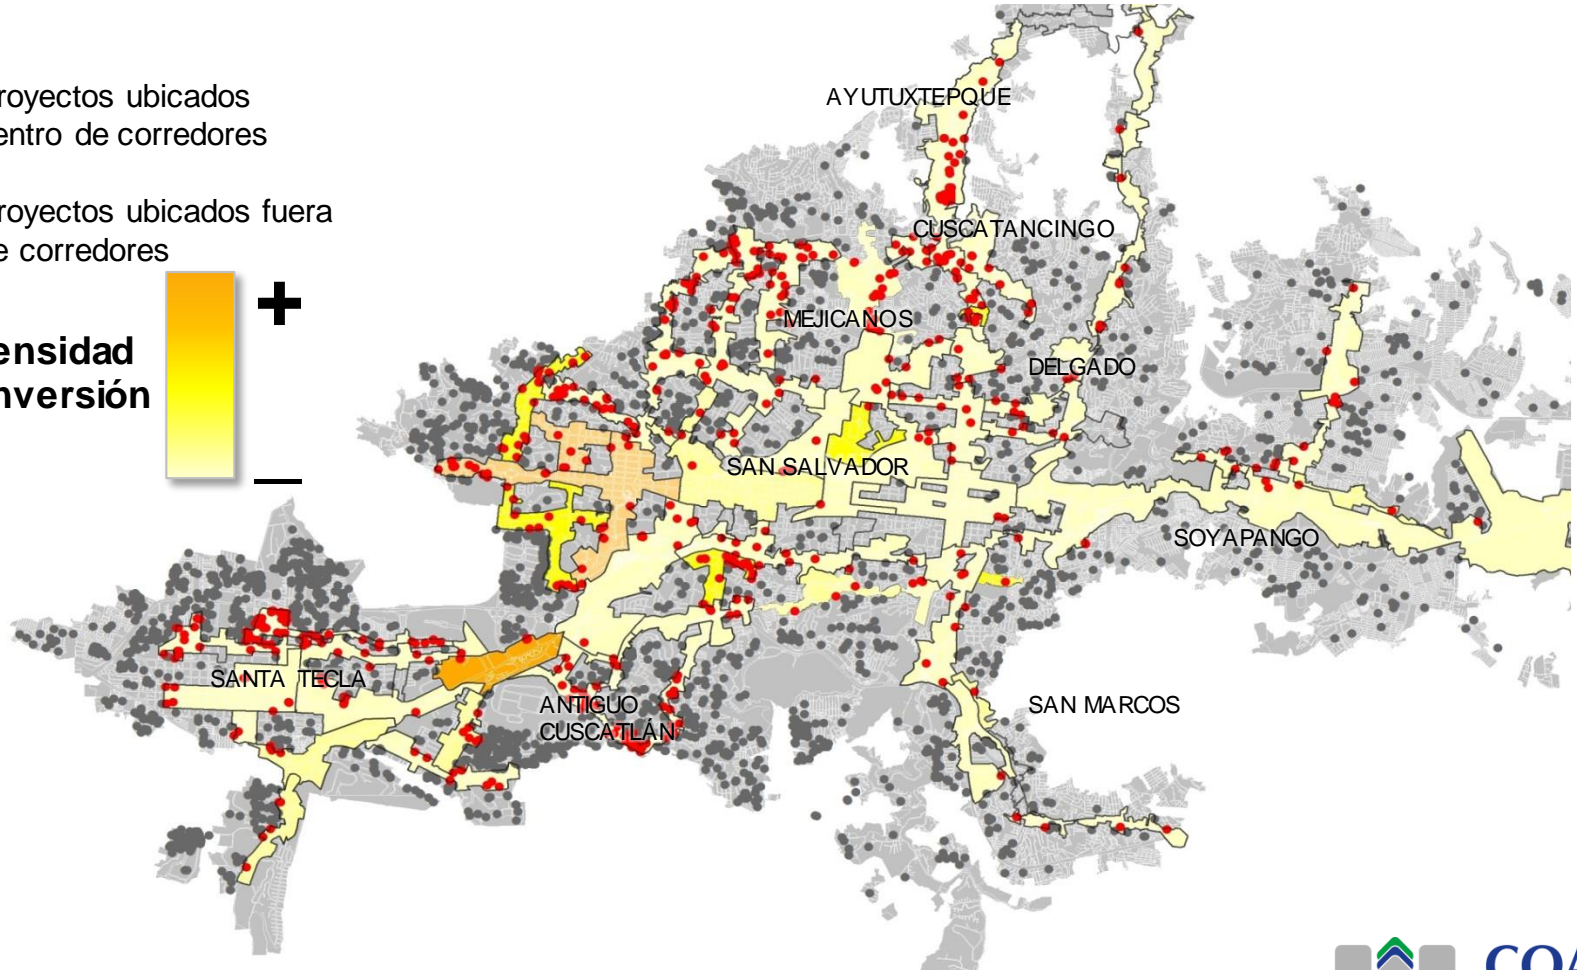 royectos ubicados
entro de corredores
royectos ubicados fuera
e corredores
+
ensidad
nversión
—
AYUTUXTEPQUE
CUSCATANCINGO
MEJICANOS
DELGADO
SAN SALVADOR
SOYAPANGO
SANTA TECLA
ANTIGUO
CUSCATLÁN
SAN MARCOS
COA